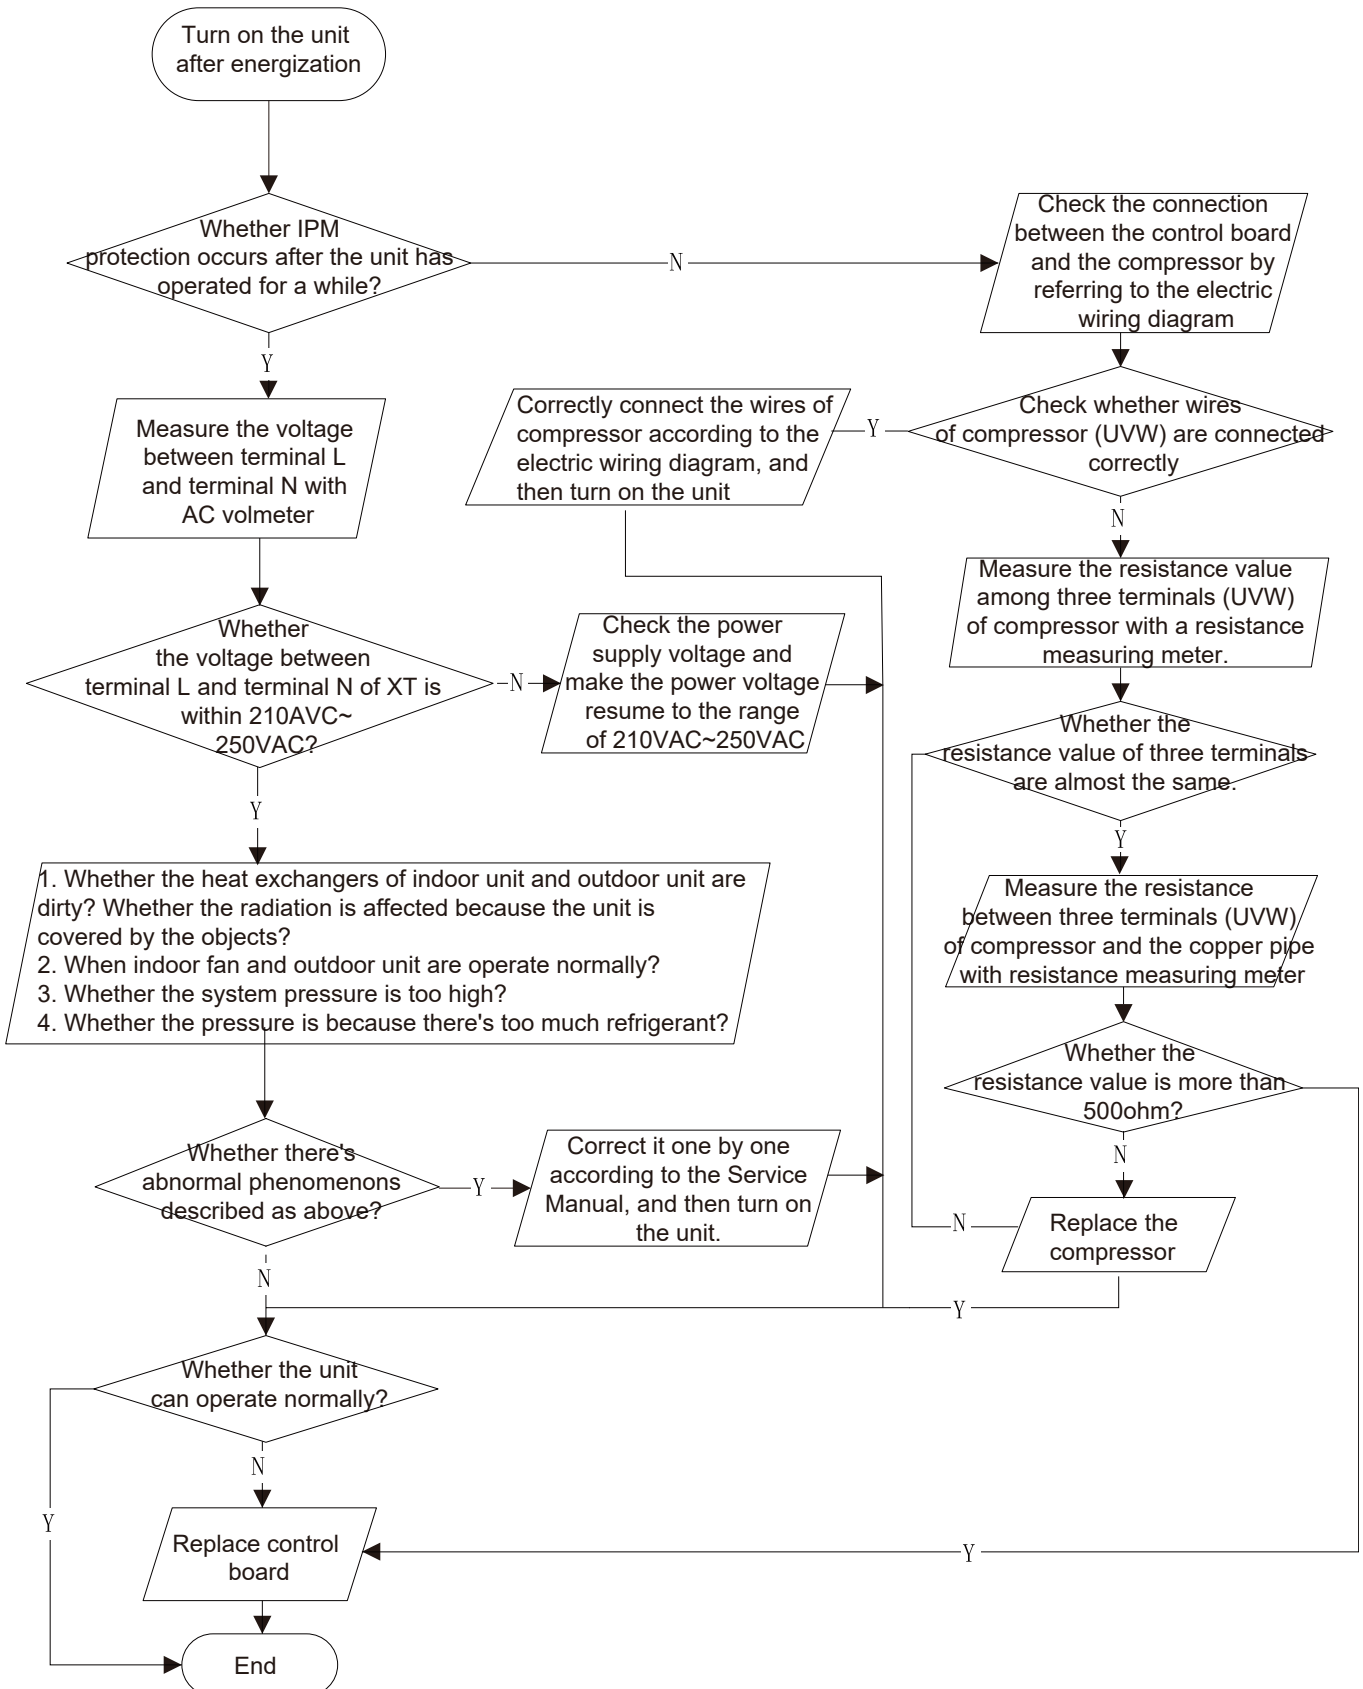 Turn on the unit
after energization
Whether IPM
protection occurs after the unit has
operated for a while?
N
Check the connection
between the control board
and the compressor by
referring to the electric
wiring diagram
Y
Measure the voltage
between terminal L
and terminal N with
AC volmeter
Correctly connect the wires of
compressor according to the
electric wiring diagram, and
then turn on the unit
Y
Check whether wires
of compressor (UVW) are connected
correctly
N
Measure the resistance value
among three terminals (UVW)
of compressor with a resistance
measuring meter.
Whether
the voltage between
terminal L and terminal N of XT is
within 210AVC~
250VAC?
N
Check the power
supply voltage and
make the power voltage
resume to the range
of 210VAC~250VAC
Whether the
resistance value of three terminals
are almost the same.
Y
Y
1. Whether the heat exchangers of indoor unit and outdoor unit are
dirty? Whether the radiation is affected because the unit is
covered by the objects?
2. When indoor fan and outdoor unit are operate normally?
3. Whether the system pressure is too high?
4. Whether the pressure is because there's too much refrigerant?
Measure the resistance
between three terminals (UVW)
of compressor and the copper pipe
with resistance measuring meter
Whether the
resistance value is more than
500ohm?
Whether there's
abnormal phenomenons
described as above?
Y
Correct it one by one
according to the Service
Manual, and then turn on
the unit.
N
N
Replace the
compressor
N
Y
Whether the unit
can operate normally?
N
Y
Replace control
board
Y
End